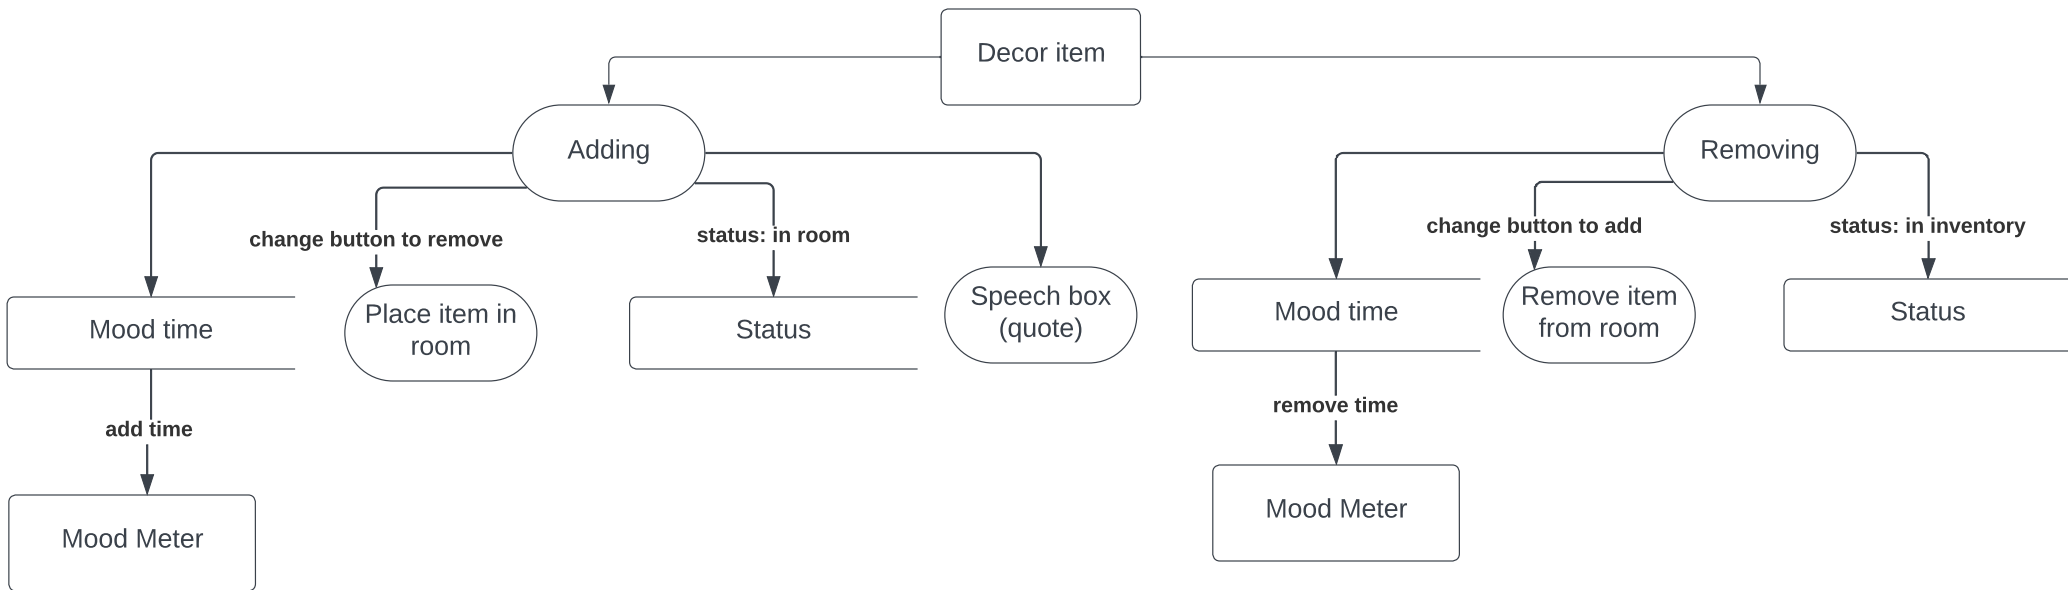 Decor item
Adding
Removing
change button to remove
status: in room
change button to add
status: in inventory
Mood time
Place item in
room
Status
Speech box
(quote)
Mood time
Remove item
from room
Status
add time
remove time
Mood Meter
Mood Meter